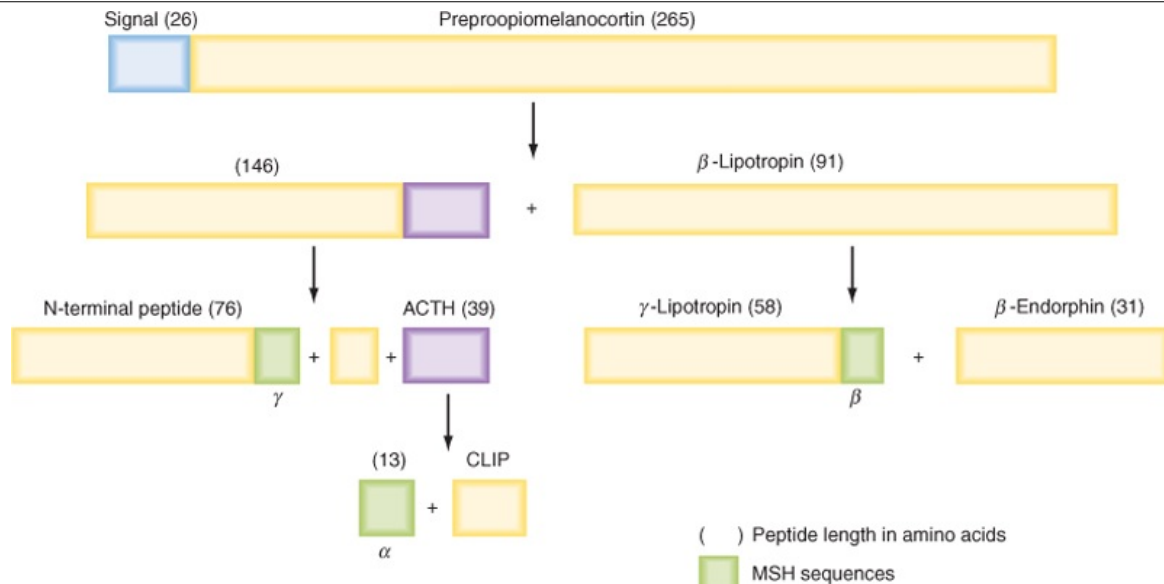 Signal (26) Preproopiomelanocortin (265)
(146) β-Lipotropin (91)
+
N-terminal peptide (76) ACTH (39) γ-Lipotropin (58) β-Endorphin (31)
+ + +
γ β
(13) CLIP
+
α
( ) Peptide length in amino acids
MSH sequences